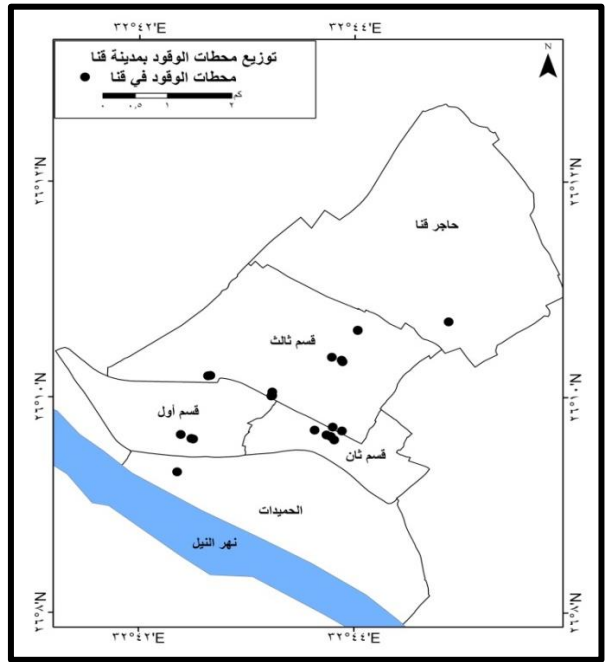 ٣٢°٤٢'E ٣٢°٤٤'E
توزيع محطات الوقود بمدينة قنا
محطات الوقود في قنا
كم
٠ ٠,٥ ١ ٢
N
٢٦°١٢'N ٢٦°١٢'N
حاجر قنا
قسم ثالث
٢٦°١٠'N ٢٦°١٠'N
قسم أول
قسم ثان
الحميدات
نهر النيل
٢٦°٨'N ٢٦°٨'N
٣٢°٤٢'E ٣٢°٤٤'E